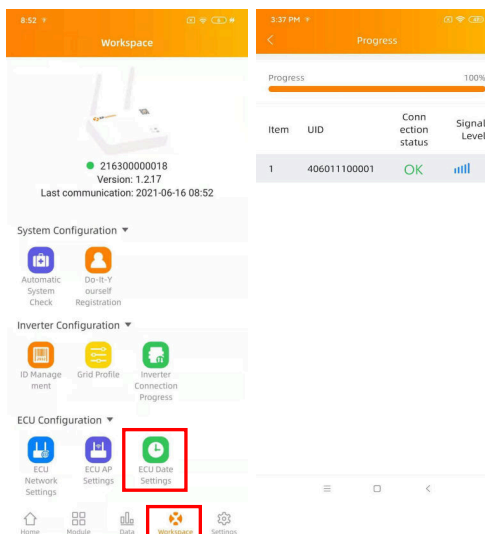 8:52
Workspace
216300000018
Version: 1.2.17
Last communication: 2021-06-16 08:52
System Configuration
Automatic
System
Check
Do-It-Y
ourself
Registration
Inverter Configuration
ID Manage
ment
Grid Profile
Inverter
Connection
Progress
ECU Configuration
ECU
Network
Settings
ECU AP
Settings
ECU Date
Settings
Home
Module
Data
Workspace
Settings
3:37 PM
Progress
Progress
100%
Item
UID
Conn
ection
status
Signal
Level
1
406011100001
OK